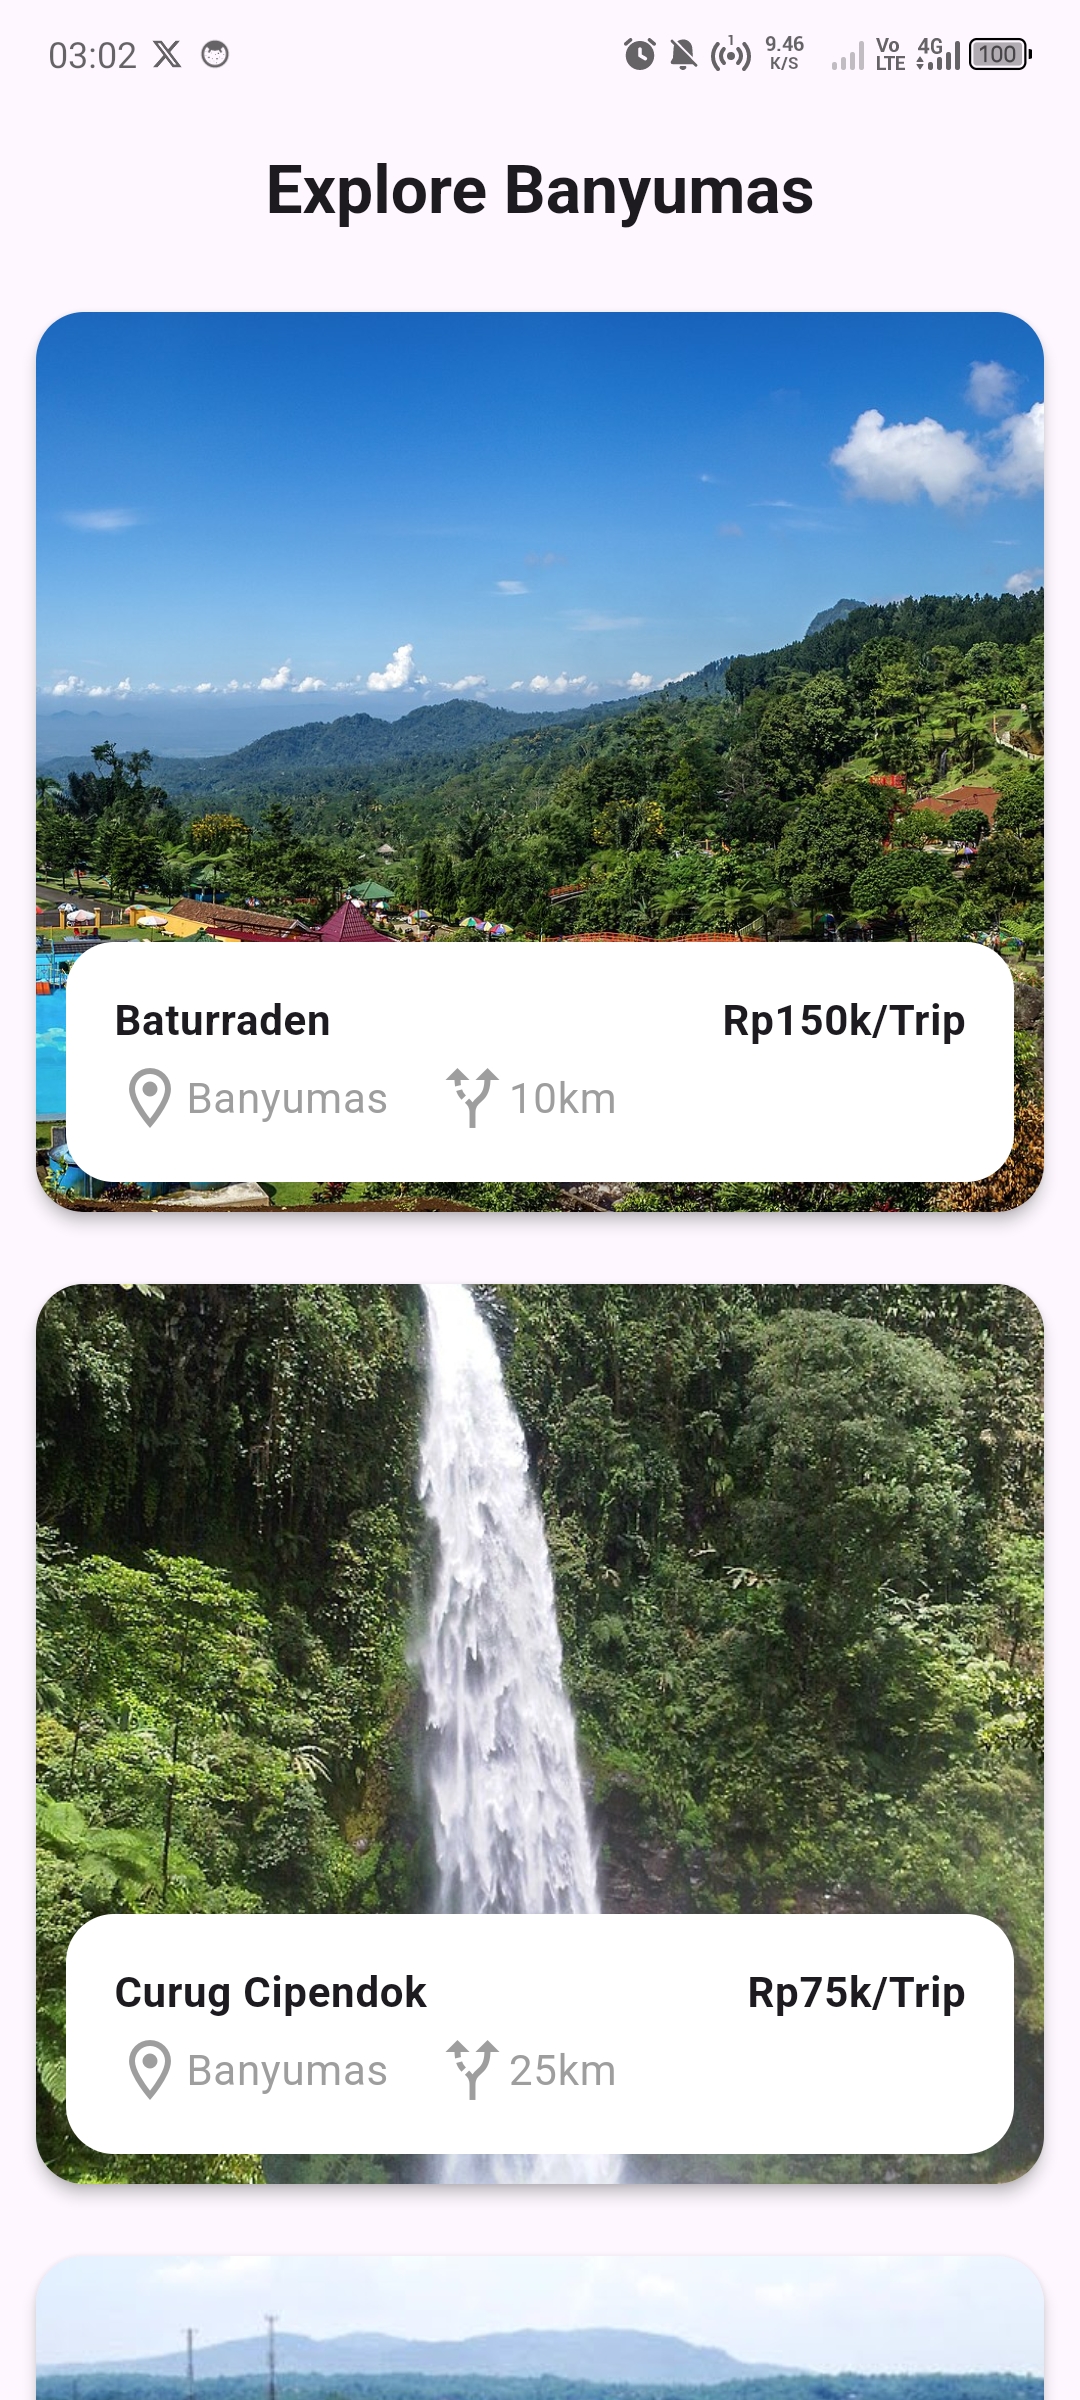 03:02
1
9.46
K/S
Vo
LTE
4G
100
Explore Banyumas
Baturraden Rp150k/Trip
Banyumas 10km
Curug Cipendok Rp75k/Trip
Banyumas 25km